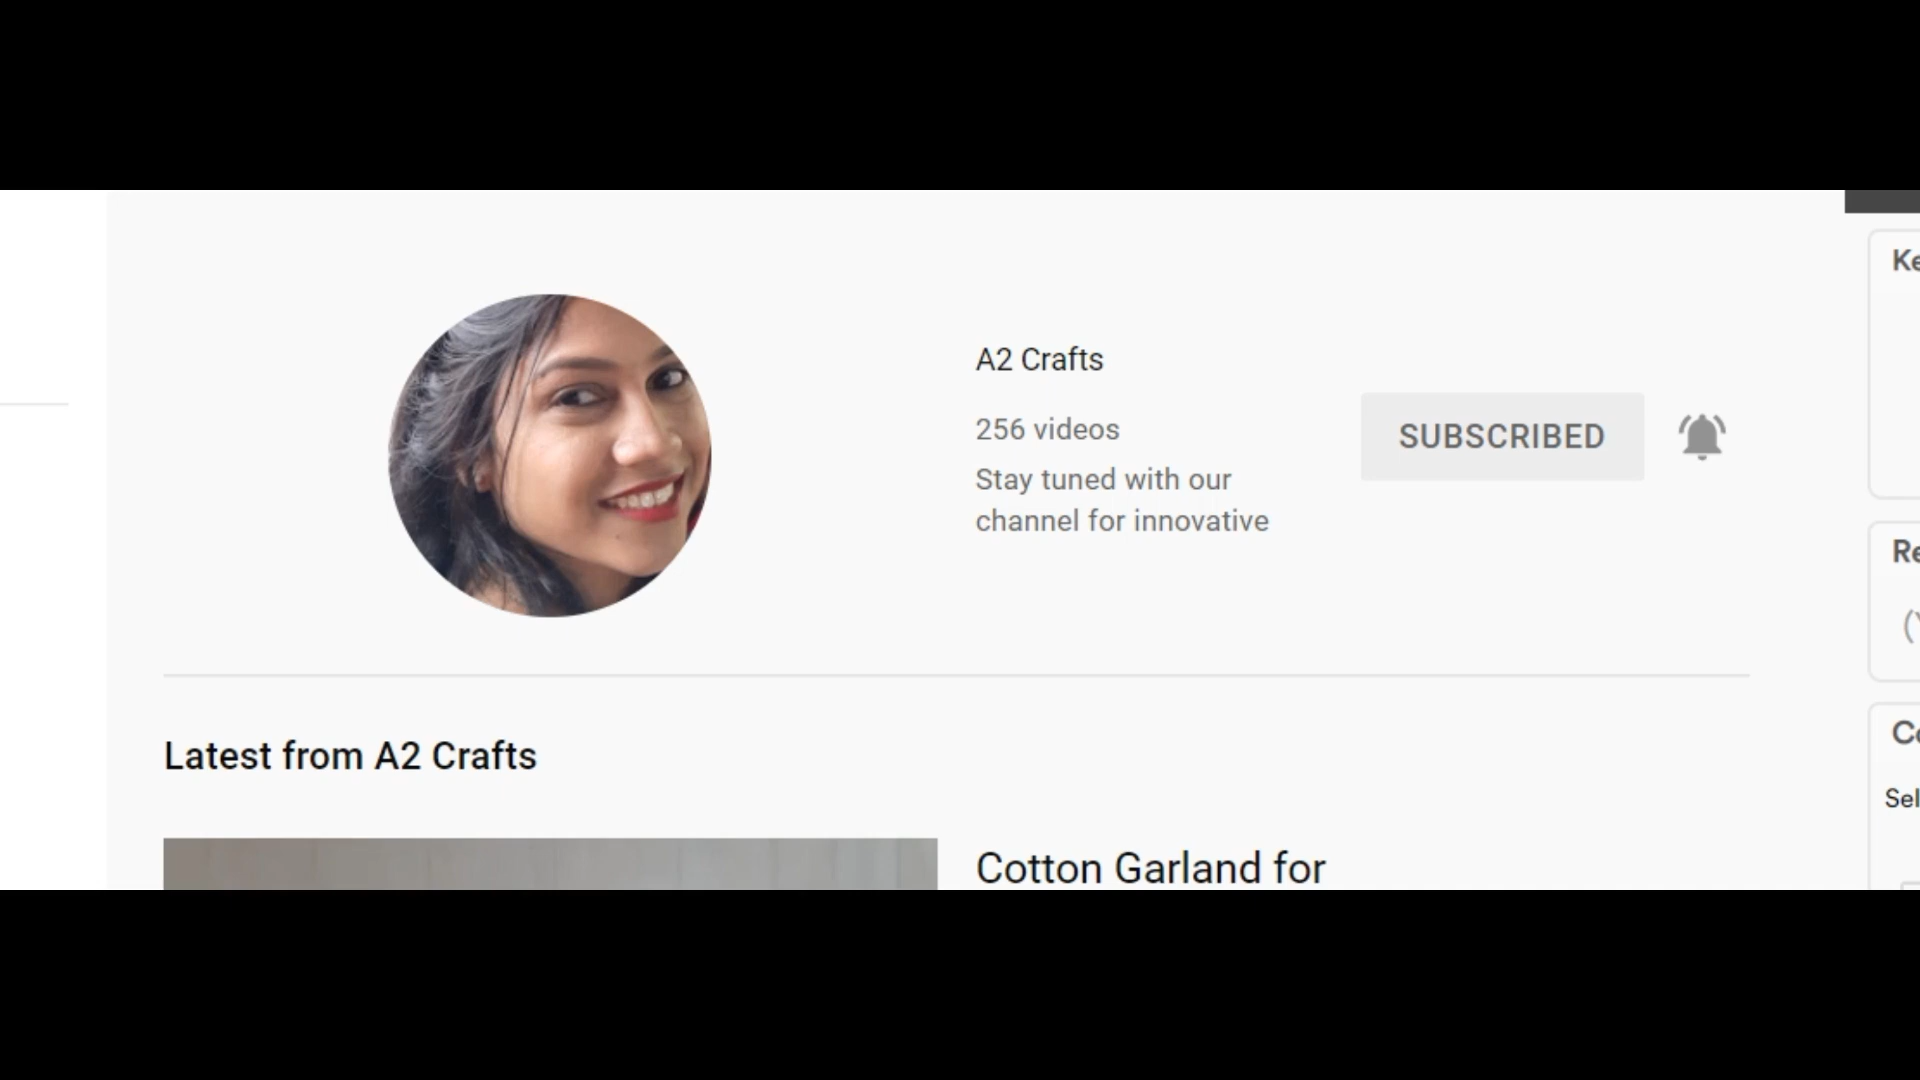 A2 Crafts
256 videos
Stay tuned with our
channel for innovative
SUBSCRIBED
Latest from A2 Crafts
Cotton Garland for